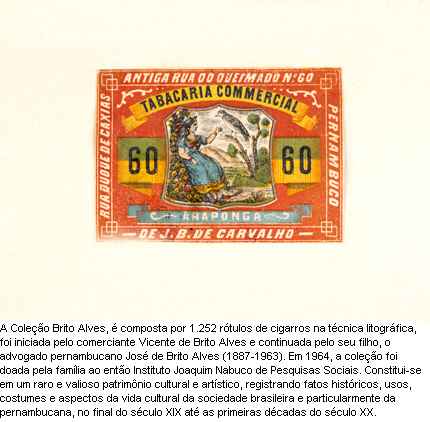 ANTIGA RUA DO QUEIMADO Nº 60
TABACARIA COMMERCIAL
RUA DUQUE DE CAXIAS
PERNAMBUCO
60
60
ARAPONGA
— DE J. B. DE CARVALHO —
A Coleção Brito Alves, é composta por 1.252 rótulos de cigarros na técnica litográfica,
foi iniciada pelo comerciante Vicente de Brito Alves e continuada pelo seu filho, o
advogado pernambucano José de Brito Alves (1887-1963). Em 1964, a coleção foi
doada pela família ao então Instituto Joaquim Nabuco de Pesquisas Sociais. Constitui-se
em um raro e valioso patrimônio cultural e artístico, registrando fatos históricos, usos,
costumes e aspectos da vida cultural da sociedade brasileira e particularmente da
pernambucana, no final do século XIX até as primeiras décadas do século XX.